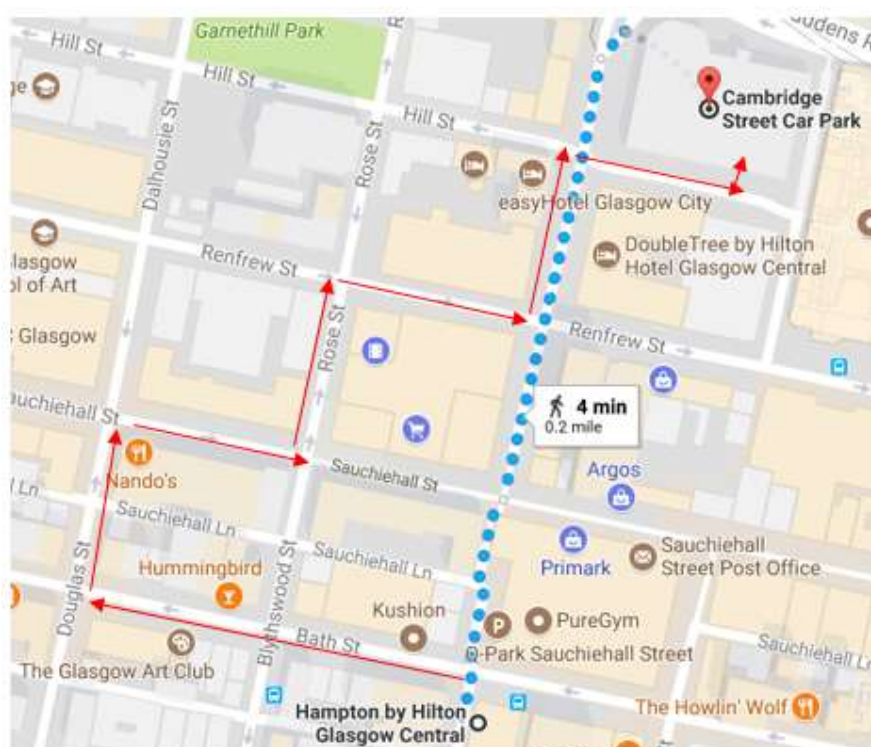 Garnethill Park
Hill St
Hill St
Hill St
Dalhousie St
Rose St
Cambridge
Street Car Park
easyHotel Glasgow City
DoubleTree by Hilton
Hotel Glasgow Central
Renfrew St
Renfrew St
Glasgow
Rose St
4 min
0.2 mile
Sauchiehall St
Argos
Nando's
Sauchiehall Ln
Sauchiehall Ln
Primark
Sauchiehall
Street Post Office
Douglas St
Hummingbird
Blythswood St
Kushion
PureGym
Bath St
P
Q-Park Sauchiehall Street
Sauchiehall Ln
The Glasgow Art Club
The Howlin' Wolf
Hampton by Hilton
Glasgow Central